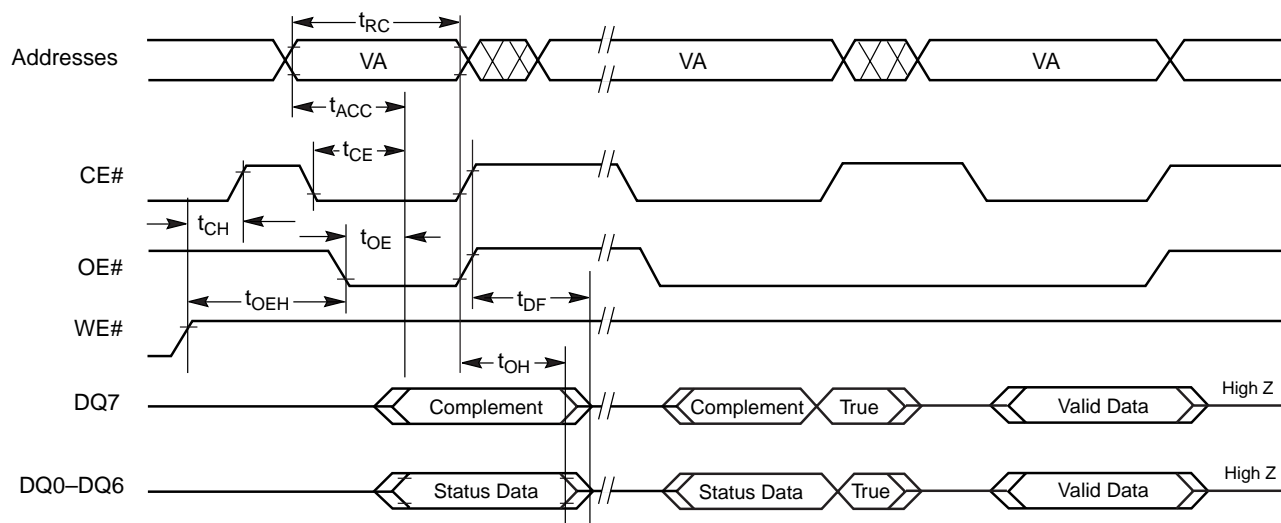 tRC
Addresses VA VA VA
tACC
tCE
CE#
tCH
tOE
OE#
tOEH
tDF
WE#
tOH
DQ7 Complement Complement True Valid Data High Z
DQ0–DQ6 Status Data Status Data True Valid Data High Z